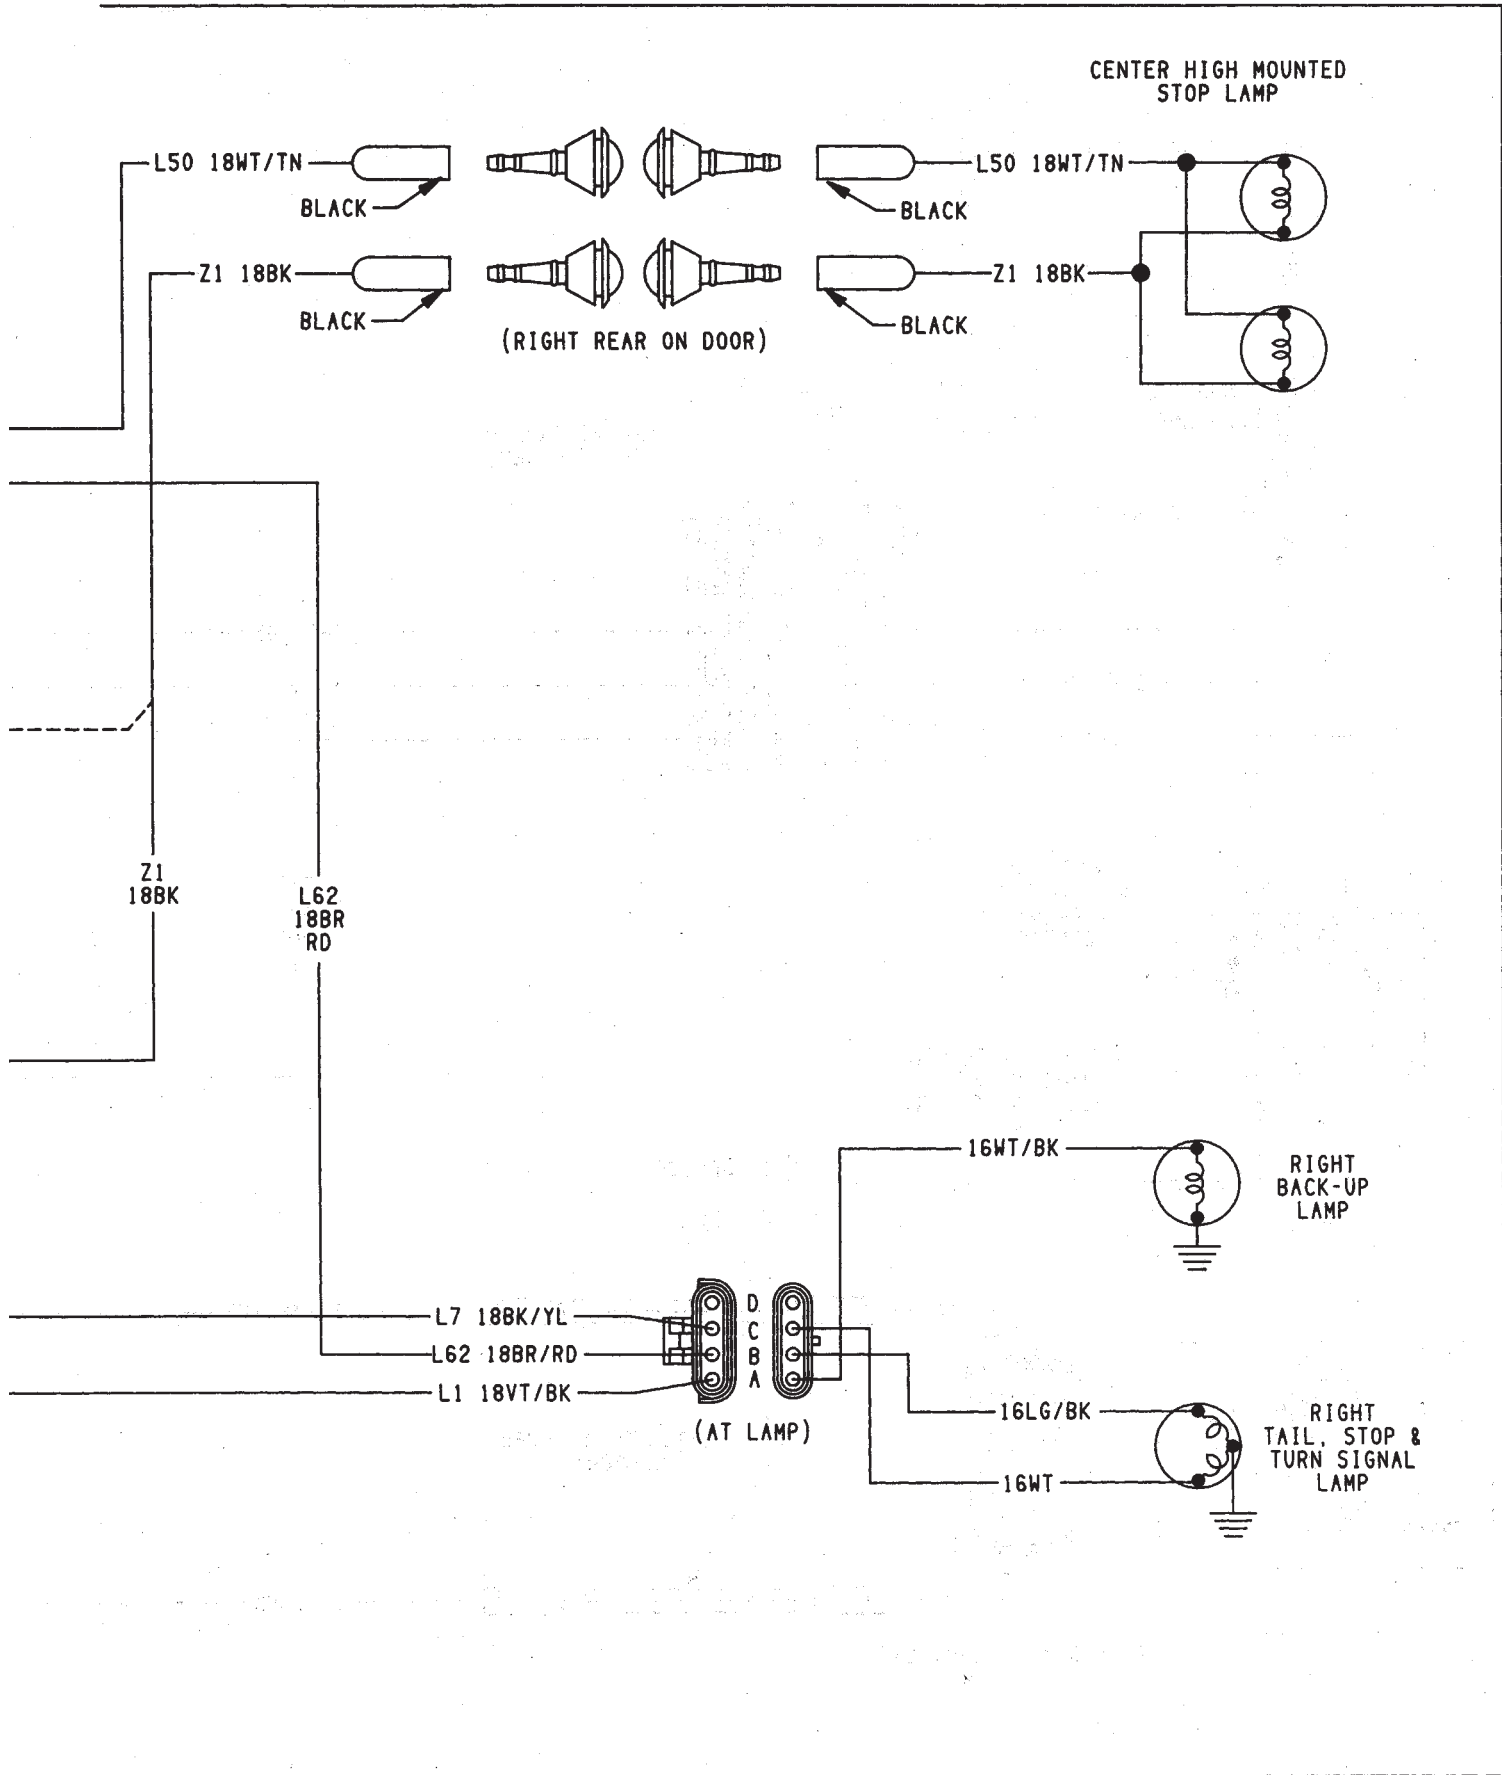 CENTER HIGH MOUNTED
STOP LAMP
L50 18WT/TN
L50 18WT/TN
BLACK
BLACK
Z1 18BK
Z1 18BK
BLACK
BLACK
(RIGHT REAR ON DOOR)
Z1
18BK
L62
18BR
RD
16WT/BK
RIGHT
BACK-UP
LAMP
L7 18BK/YL
L62 18BR/RD
L1 18VT/BK
D
C
B
A
(AT LAMP)
16LG/BK
16WT
RIGHT
TAIL, STOP &
TURN SIGNAL
LAMP